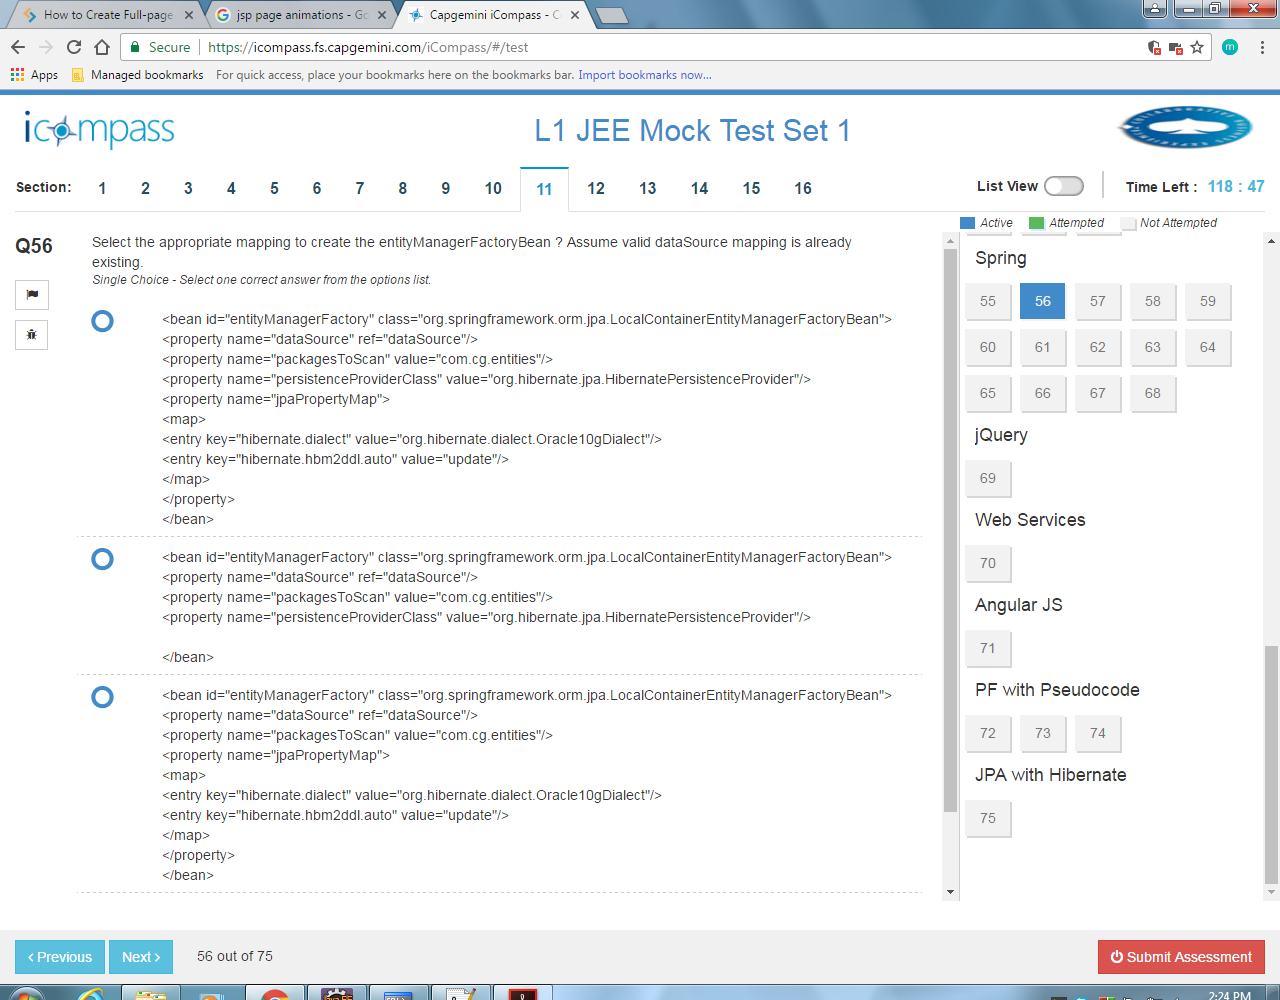 How to Create Full-page
jsp page animations - Go
Capgemini iCompass - C
Secure
https://icompass.fs.capgemini.com/iCompass/#/test
m
Apps
Managed bookmarks
For quick access, place your bookmarks here on the bookmarks bar. Import bookmarks now...
icompass
L1 JEE Mock Test Set 1
Section: 1 2 3 4 5 6 7 8 9 10 11 12 13 14 15 16
List View
Time Left : 118 : 47
Active Attempted Not Attempted
Q56
Select the appropriate mapping to create the entityManagerFactoryBean ? Assume valid dataSource mapping is already
existing.
Single Choice - Select one correct answer from the options list.
<bean id="entityManagerFactory" class="org.springframework.orm.jpa.LocalContainerEntityManagerFactoryBean">
<property name="dataSource" ref="dataSource"/>
<property name="packagesToScan" value="com.cg.entities"/>
<property name="persistenceProviderClass" value="org.hibernate.jpa.HibernatePersistenceProvider"/>
<property name="jpaPropertyMap">
<map>
<entry key="hibernate.dialect" value="org.hibernate.dialect.Oracle10gDialect"/>
<entry key="hibernate.hbm2ddl.auto" value="update"/>
</map>
</property>
</bean>
<bean id="entityManagerFactory" class="org.springframework.orm.jpa.LocalContainerEntityManagerFactoryBean">
<property name="dataSource" ref="dataSource"/>
<property name="packagesToScan" value="com.cg.entities"/>
<property name="persistenceProviderClass" value="org.hibernate.jpa.HibernatePersistenceProvider"/>
</bean>
<bean id="entityManagerFactory" class="org.springframework.orm.jpa.LocalContainerEntityManagerFactoryBean">
<property name="dataSource" ref="dataSource"/>
<property name="packagesToScan" value="com.cg.entities"/>
<property name="jpaPropertyMap">
<map>
<entry key="hibernate.dialect" value="org.hibernate.dialect.Oracle10gDialect"/>
<entry key="hibernate.hbm2ddl.auto" value="update"/>
</map>
</property>
</bean>
Spring
55 56 57 58 59
60 61 62 63 64
65 66 67 68
jQuery
69
Web Services
70
Angular JS
71
PF with Pseudocode
72 73 74
JPA with Hibernate
75
Previous
Next
56 out of 75
Submit Assessment
2:24 PM